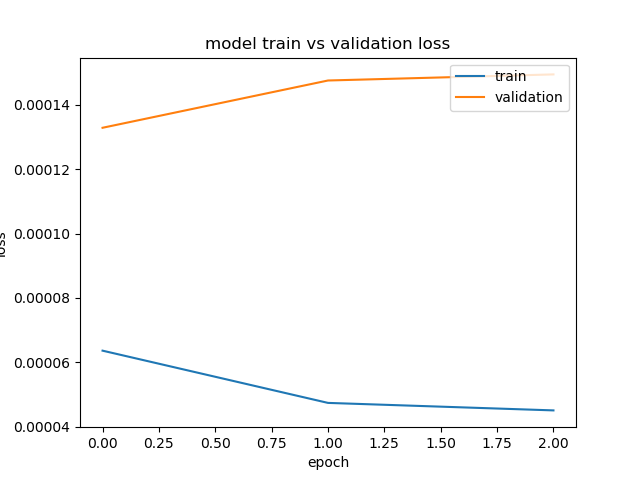 model train vs validation loss
train
validation
0.00014
0.00012
0.00010
0.00008
0.00006
0.00004
loss
0.00 0.25 0.50 0.75 1.00 1.25 1.50 1.75 2.00
epoch